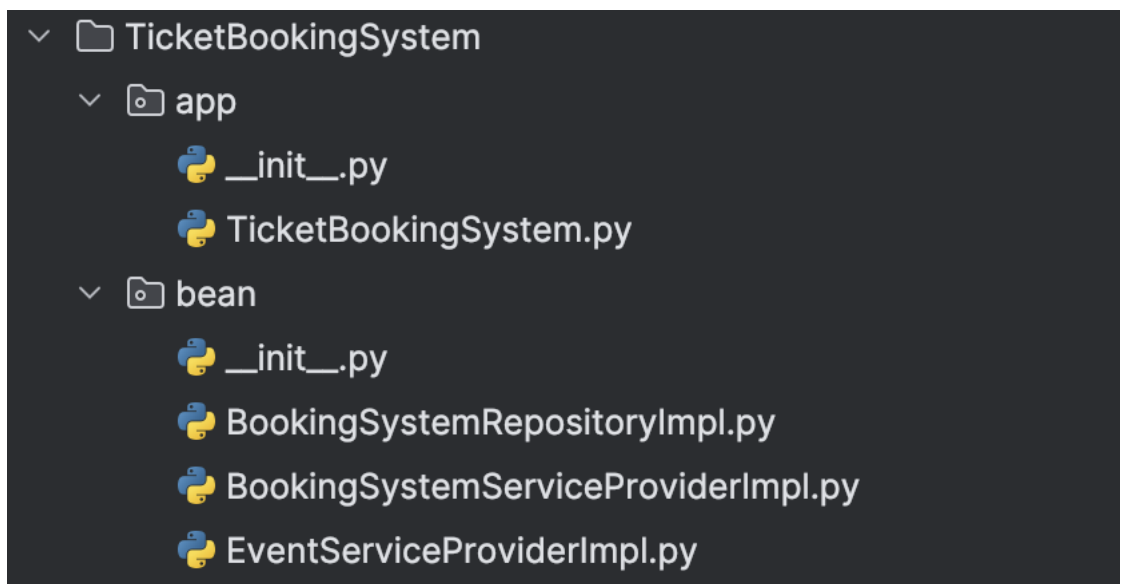 TicketBookingSystem
app
__init__.py
TicketBookingSystem.py
bean
__init__.py
BookingSystemRepositoryImpl.py
BookingSystemServiceProviderImpl.py
EventServiceProviderImpl.py